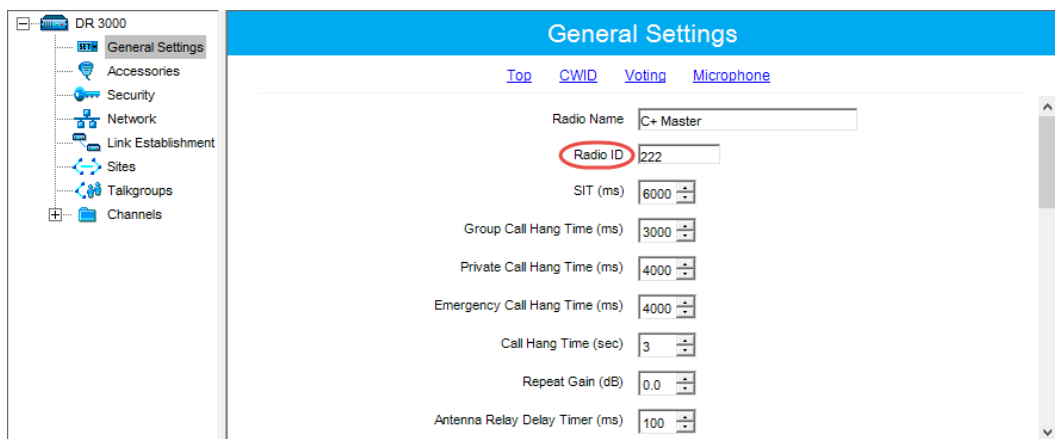 DR 3000
General Settings
Accessories
Security
Network
Link Establishment
Sites
Talkgroups
Channels
General Settings
Top CWID Voting Microphone
Radio Name C+ Master
Radio ID 222
SIT (ms) 6000
Group Call Hang Time (ms) 3000
Private Call Hang Time (ms) 4000
Emergency Call Hang Time (ms) 4000
Call Hang Time (sec) 3
Repeat Gain (dB) 0.0
Antenna Relay Delay Timer (ms) 100